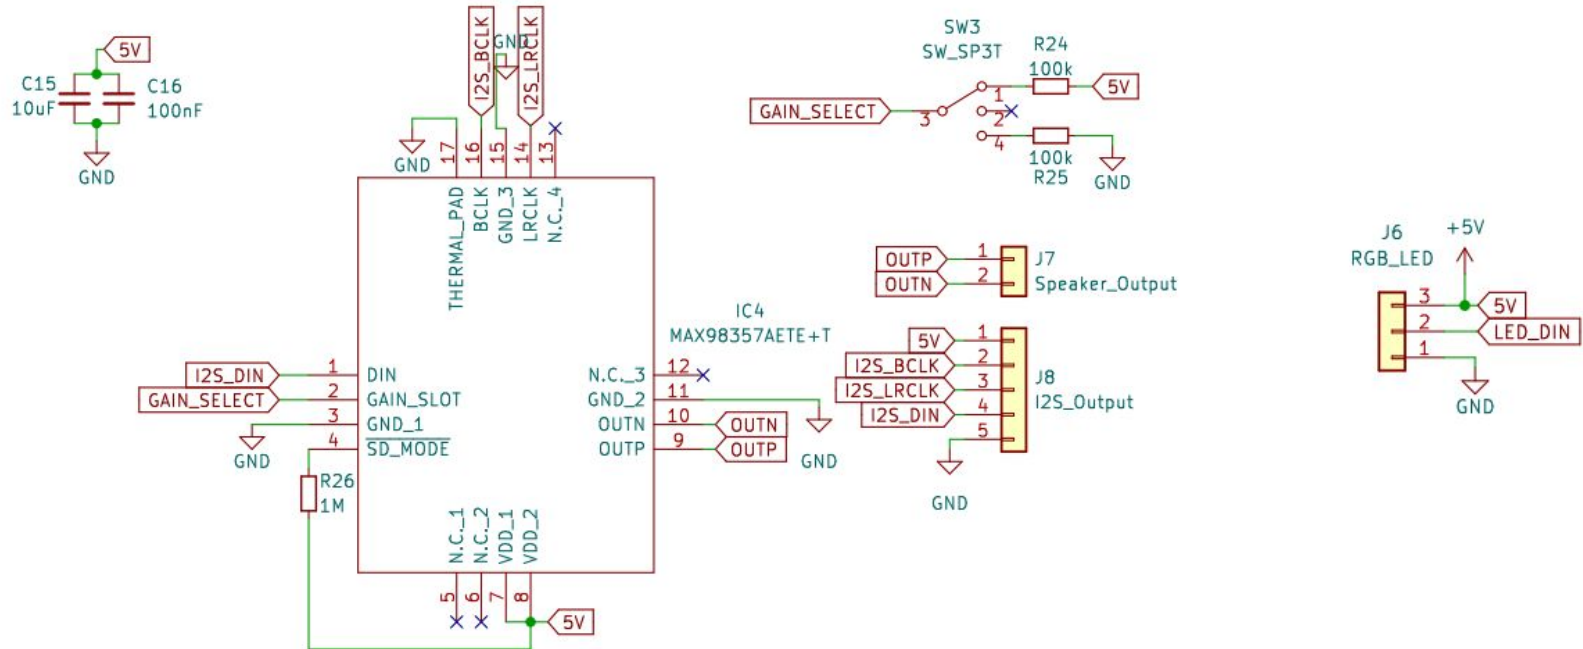 5V
C15
10uF
C16
100nF
GND
I2S_BCLK
GND
I2S_LRCLK
GND
17
16
15
14
13
THERMAL_PAD
BCLK
GND_3
LRCLK
N.C._4
SW3
SW_SP3T
R24
100k
5V
GAIN_SELECT
3
1
2
4
100k
R25
GND
OUTP
1
OUTN
2
J7
Speaker_Output
IC4
MAX98357AETE+T
I2S_DIN
1
DIN
GAIN_SELECT
2
GAIN_SLOT
3
GND_1
GND
4
SD_MODE
R26
1M
N.C._3
12
GND_2
11
OUTN
10
OUTN
OUTP
9
OUTP
GND
N.C._1
N.C._2
VDD_1
VDD_2
5
6
7
8
5V
5V
1
I2S_BCLK
2
I2S_LRCLK
3
I2S_DIN
4
5
J8
I2S_Output
GND
J6
RGB_LED
+5V
3
5V
2
LED_DIN
1
GND